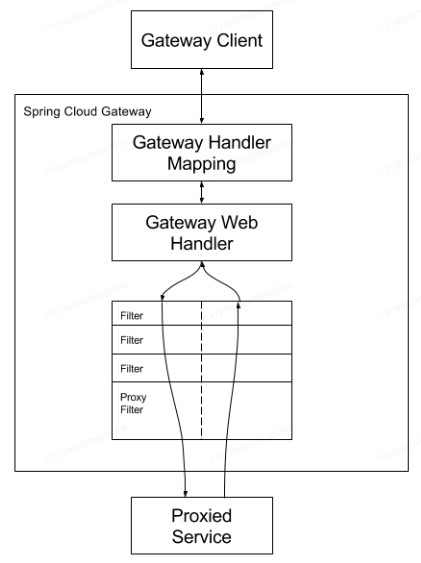 Gateway Client
Spring Cloud Gateway
Gateway Handler
Mapping
Gateway Web
Handler
Filter
Filter
Filter
Proxy
Filter
Proxied
Service